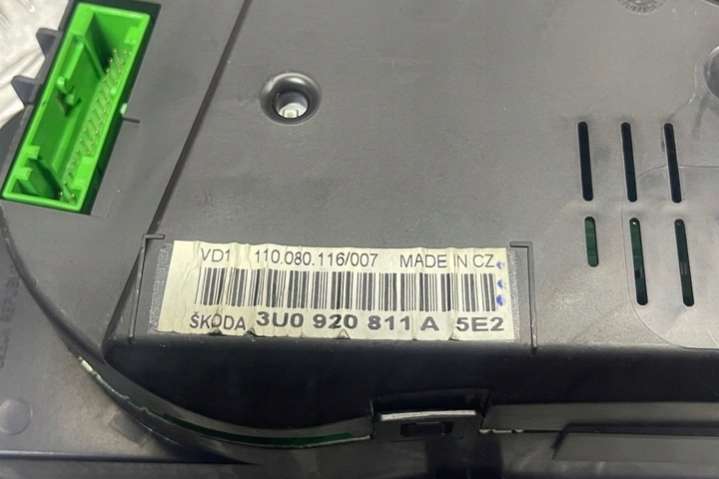 VD1 110.080.116/007 MADE IN CZ
ŠKODA 3U0 920 811 A 5E2